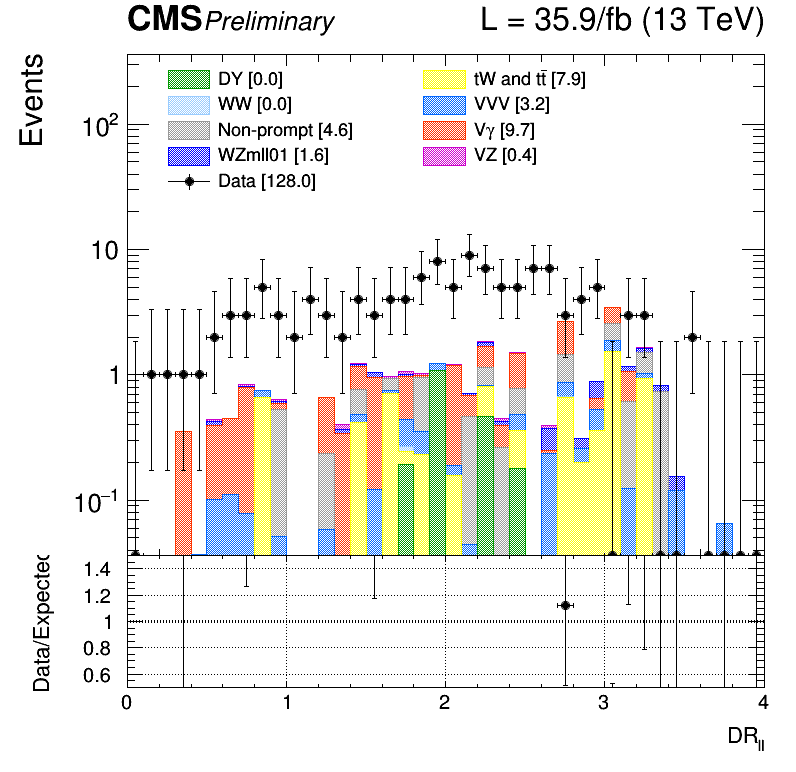 CMS Preliminary L = 35.9/fb (13 TeV)
Events
DY [0.0]
WW [0.0]
Non-prompt [4.6]
WZmll01 [1.6]
Data [128.0]
tW and tt̄ [7.9]
VVV [3.2]
Vγ [9.7]
VZ [0.4]
10²
10
1
10⁻¹
Data/Expected
1.4
1.2
1
0.8
0.6
0 1 2 3 4
DR_ll